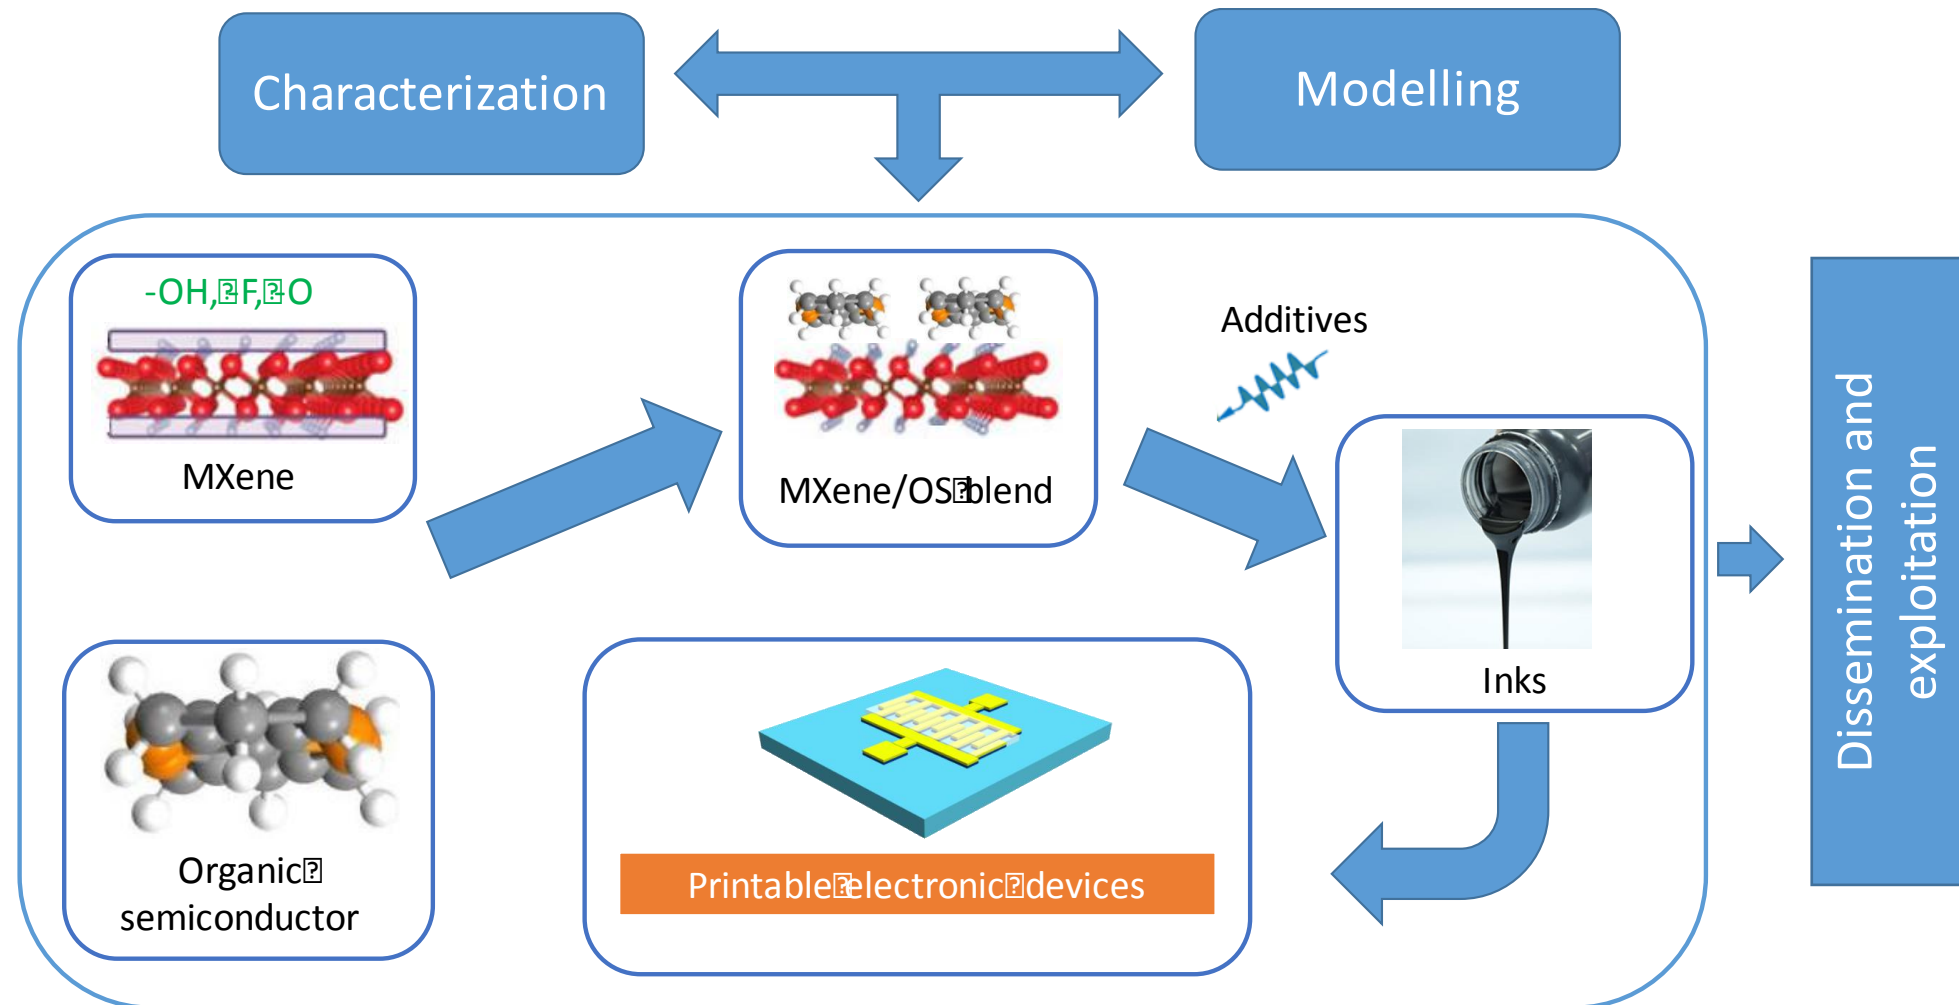 Characterization
Modelling
-OH,⍰-F,⍰-O
MXene
MXene/OS⍰blend
Additives
Inks
Organic⍰
semiconductor
Printable⍰electronic⍰devices
Dissemination and
exploitation